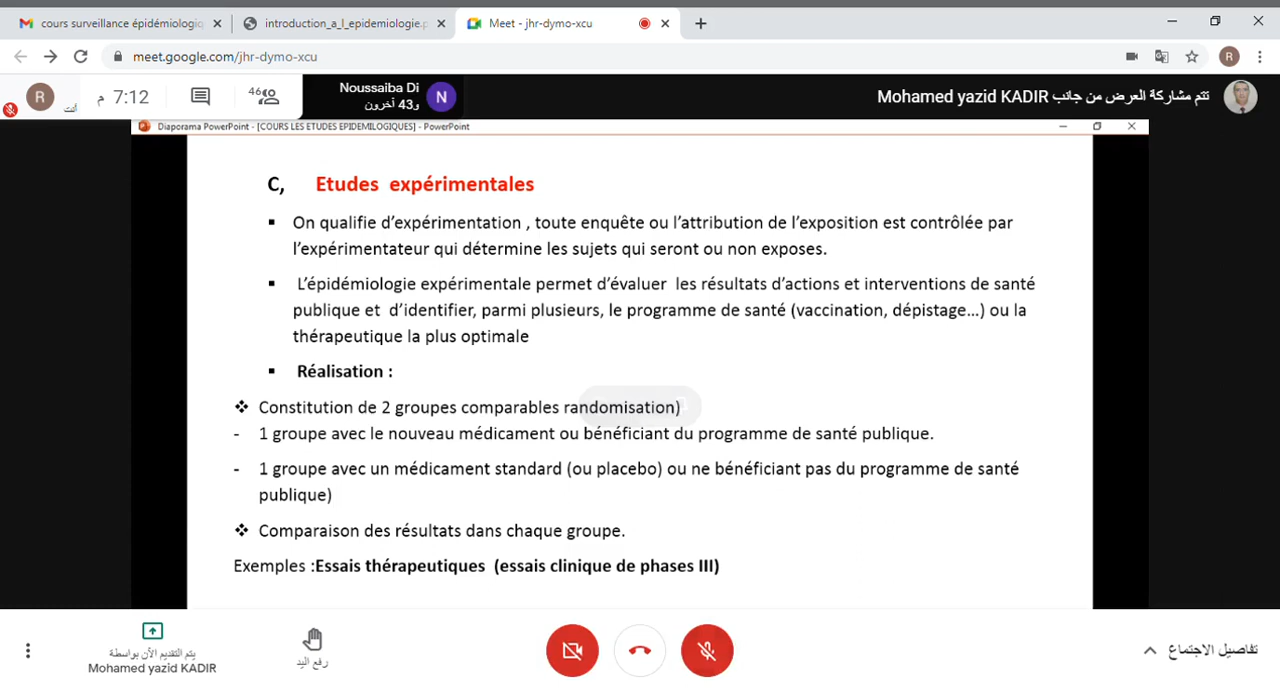 cours surveillance épidémiologiq
introduction_a_l_epidemiologie.p
Meet - jhr-dymo-xcu
meet.google.com/jhr-dymo-xcu
R
R
أنت
7:12 م
46
Noussaiba Di
و43 آخرون
N
تتم مشاركة العرض من جانب Mohamed yazid KADIR
Diaporama PowerPoint - [COURS LES ETUDES EPIDEMILOGIQUES] - PowerPoint
C, Etudes expérimentales
▪ On qualifie d’expérimentation , toute enquête ou l’attribution de l’exposition est contrôlée par
l’expérimentateur qui détermine les sujets qui seront ou non exposes.
▪ L’épidémiologie expérimentale permet d’évaluer les résultats d’actions et interventions de santé
publique et d’identifier, parmi plusieurs, le programme de santé (vaccination, dépistage…) ou la
thérapeutique la plus optimale
▪ Réalisation :
❖ Constitution de 2 groupes comparables randomisation)
- 1 groupe avec le nouveau médicament ou bénéficiant du programme de santé publique.
- 1 groupe avec un médicament standard (ou placebo) ou ne bénéficiant pas du programme de santé
publique)
❖ Comparaison des résultats dans chaque groupe.
Exemples :Essais thérapeutiques (essais clinique de phases III)
يتم التقديم الآن بواسطة
Mohamed yazid KADIR
رفع اليد
تفاصيل الاجتماع